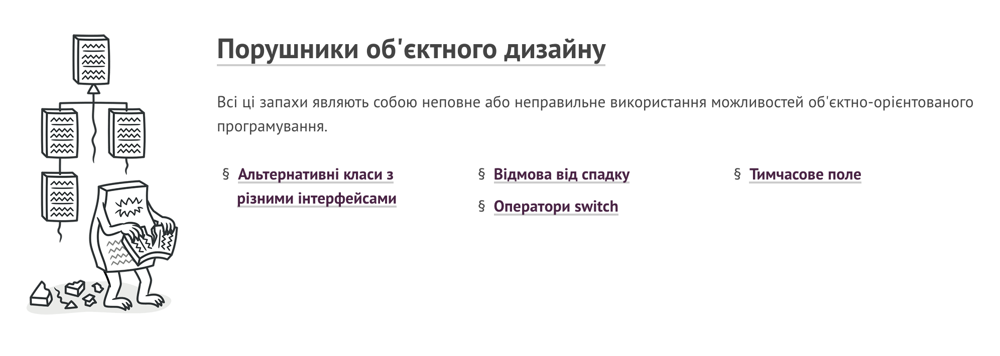 Порушники об'єктного дизайну
Всі ці запахи являють собою неповне або неправильне використання можливостей об'єктно-орієнтованого
програмування.
§ Альтернативні класи з
різними інтерфейсами
§ Відмова від спадку
§ Оператори switch
§ Тимчасове поле